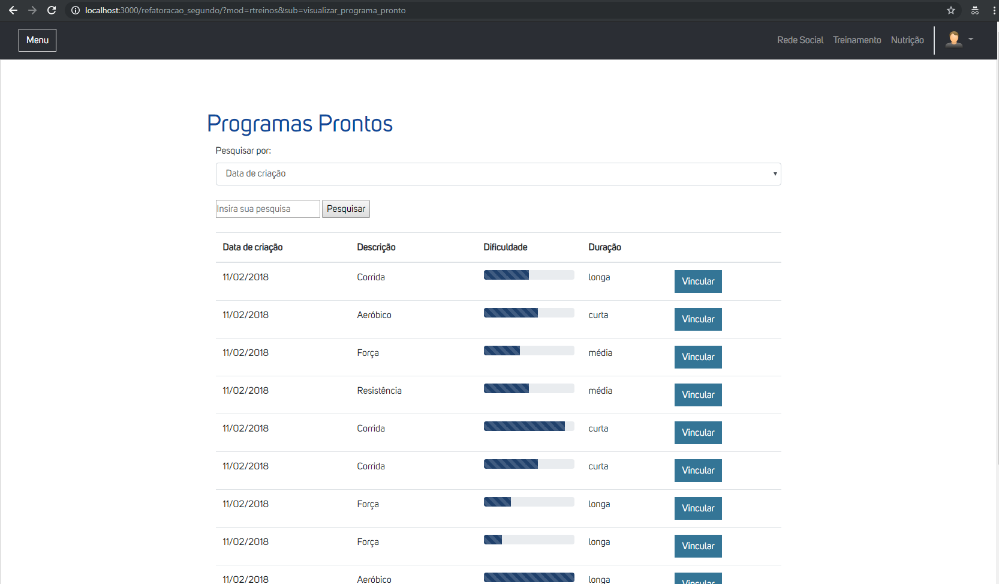 localhost:3000/refatoracao_segundo/?mod=rtreinos&sub=visualizar_programa_pronto
Menu Rede Social Treinamento Nutrição
Programas Prontos
Pesquisar por:
Data de criação
Insira sua pesquisa Pesquisar
Data de criação Descrição Dificuldade Duração
11/02/2018 Corrida longa Vincular
11/02/2018 Aeróbico curta Vincular
11/02/2018 Força média Vincular
11/02/2018 Resistência média Vincular
11/02/2018 Corrida curta Vincular
11/02/2018 Corrida curta Vincular
11/02/2018 Força longa Vincular
11/02/2018 Força longa Vincular
11/02/2018 Aeróbico longa Vincular